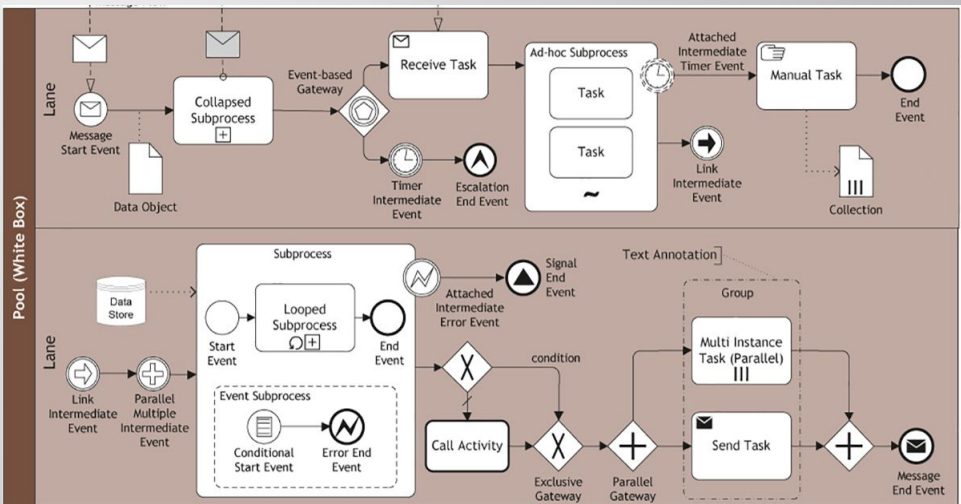 Pool (White Box)
Lane
Message
Start Event
Data Object
Collapsed
Subprocess
Event-based
Gateway
Receive Task
Timer
Intermediate
Event
Escalation
End Event
Ad-hoc Subprocess
Task
Task
Attached
Intermediate
Timer Event
Link
Intermediate
Event
Manual Task
Collection
End
Event
Lane
Data
Store
Link
Intermediate
Event
Parallel
Multiple
Intermediate
Event
Subprocess
Start
Event
Looped
Subprocess
End
Event
Event Subprocess
Conditional
Start Event
Error End
Event
Attached
Intermediate
Error Event
Signal
End
Event
condition
Call Activity
Exclusive
Gateway
Parallel
Gateway
Text Annotation
Group
Multi Instance
Task (Parallel)
Send Task
Message
End Event